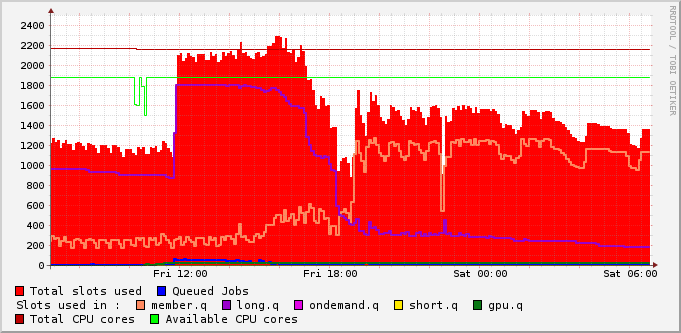 2400
2200
2000
1800
1600
1400
1200
1000
800
600
400
200
0
Fri 12:00 Fri 18:00 Sat 00:00 Sat 06:00
Total slots used Queued Jobs
Slots used in : member.q long.q ondemand.q short.q gpu.q
Total CPU cores Available CPU cores
RRDTOOL / TOBI OETIKER